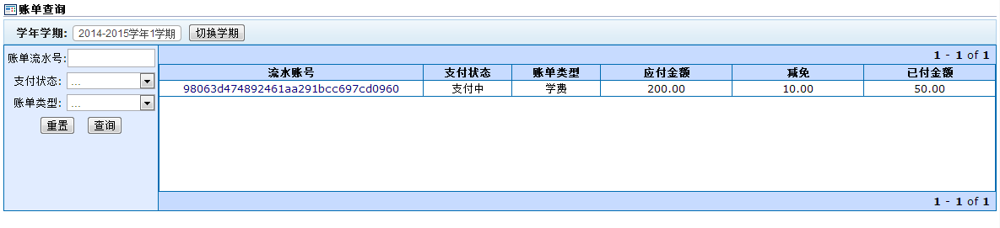 账单查询
学年学期: 2014-2015学年1学期 切换学期
账单流水号:
支付状态: ...
账单类型: ...
重置 查询
1 - 1 of 1
流水账号 支付状态 账单类型 应付金额 减免 已付金额
98063d474892461aa291bcc697cd0960 支付中 学费 200.00 10.00 50.00
1 - 1 of 1